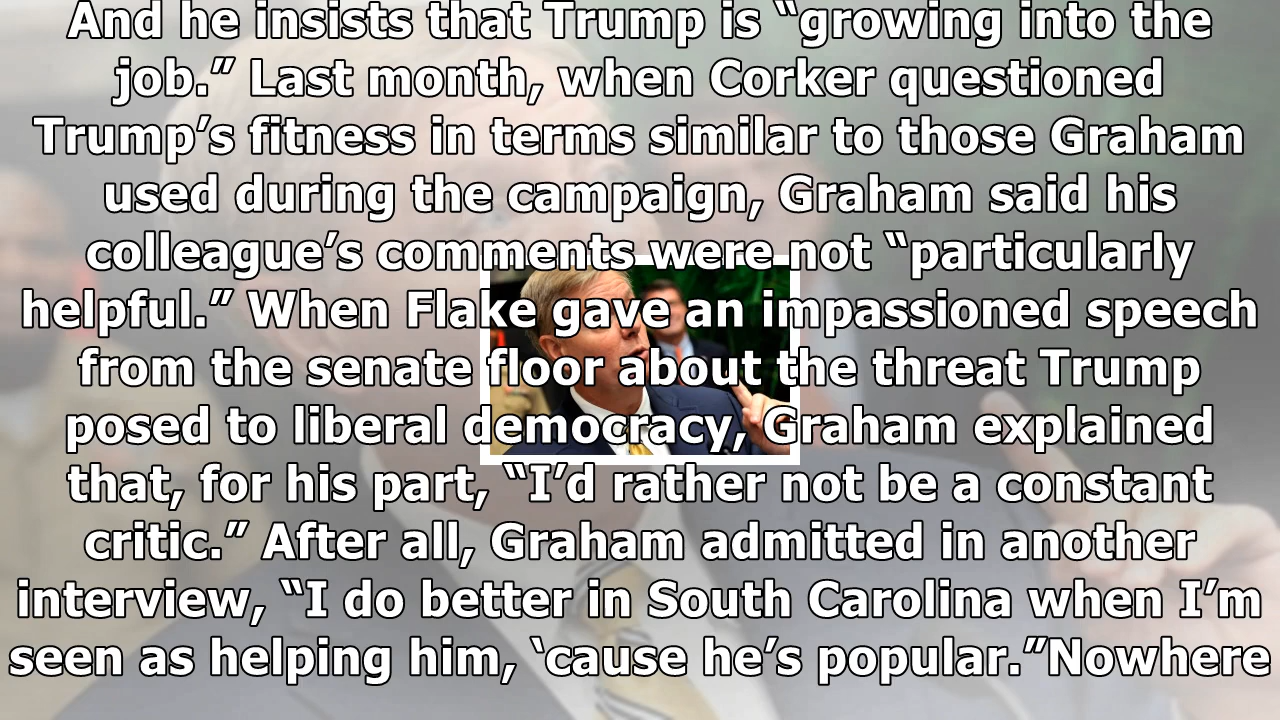 And he insists that Trump is “growing into the
job.” Last month, when Corker questioned
Trump’s fitness in terms similar to those Graham
used during the campaign, Graham said his
colleague’s comments were not “particularly
helpful.” When Flake gave an impassioned speech
from the senate floor about the threat Trump
posed to liberal democracy, Graham explained
that, for his part, “I’d rather not be a constant
critic.” After all, Graham admitted in another
interview, “I do better in South Carolina when I’m
seen as helping him, ‘cause he’s popular.”Nowhere